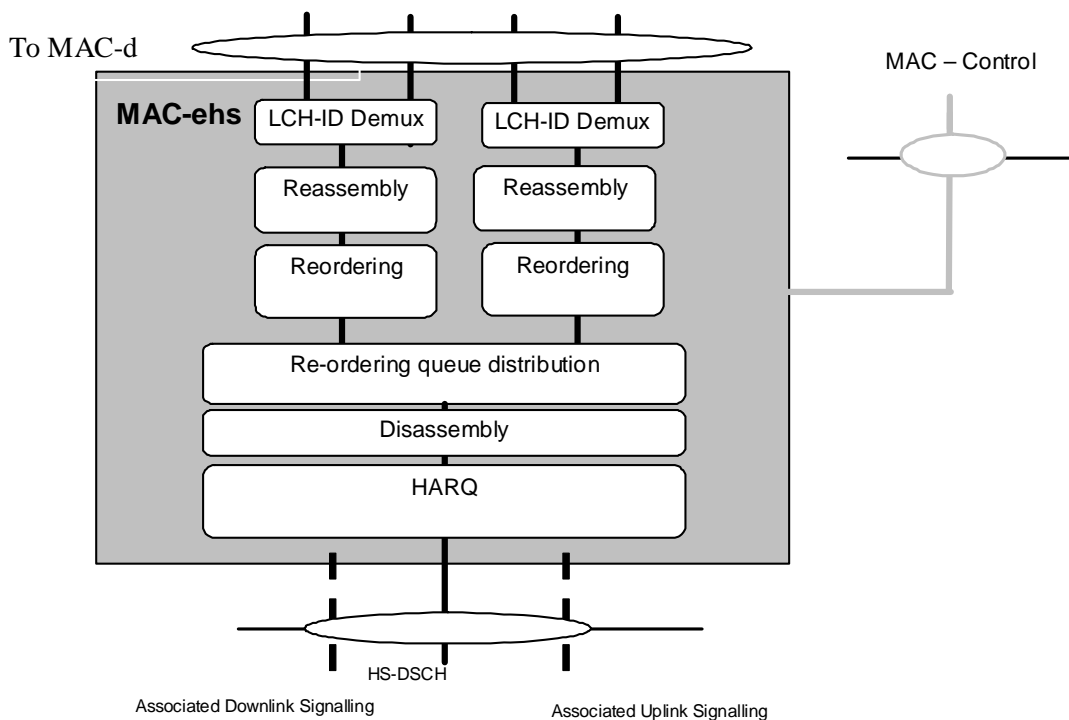 To MAC-d
MAC – Control
MAC-ehs
LCH-ID Demux
LCH-ID Demux
Reassembly
Reassembly
Reordering
Reordering
Re-ordering queue distribution
Disassembly
HARQ
HS-DSCH
Associated Downlink Signalling
Associated Uplink Signalling